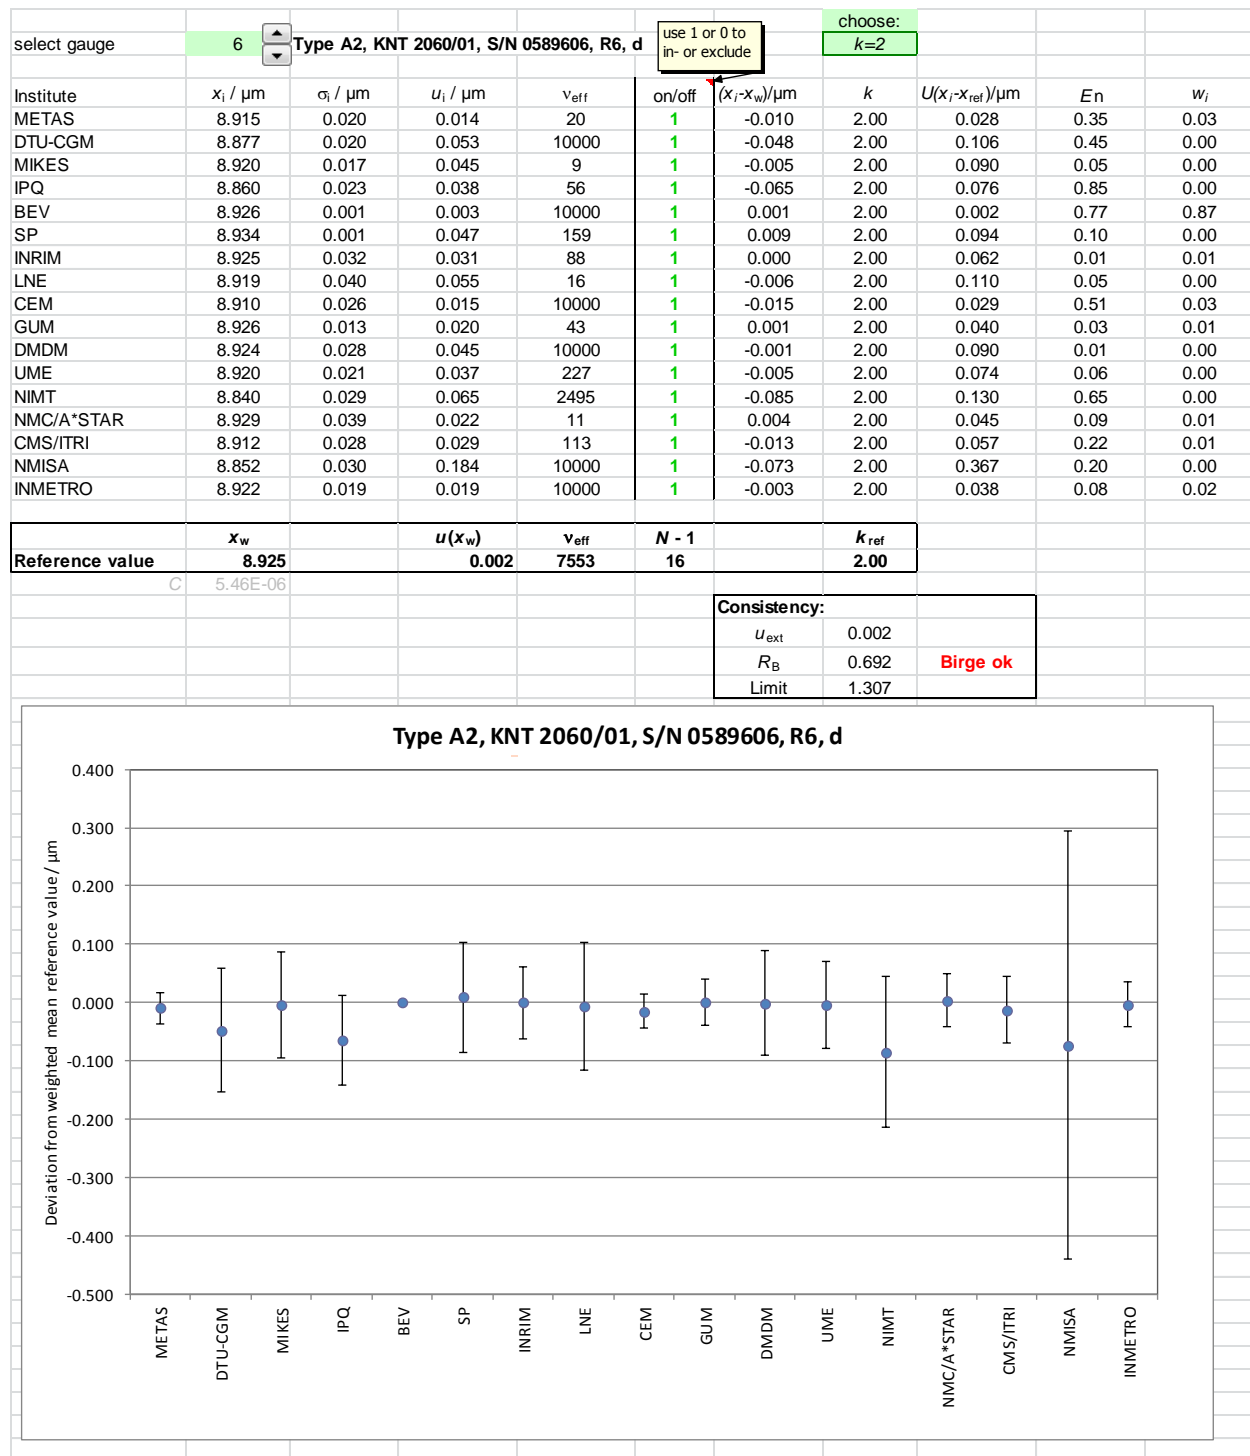 choose:
select gauge 6 Type A2, KNT 2060/01, S/N 0589606, R6, d k=2
use 1 or 0 to
in- or exclude
Institute xi / µm σi / µm ui / µm νeff on/off (xi-xw)/µm k U(xi-xref)/µm En wi
METAS 8.915 0.020 0.014 20 1 -0.010 2.00 0.028 0.35 0.03
DTU-CGM 8.877 0.020 0.053 10000 1 -0.048 2.00 0.106 0.45 0.00
MIKES 8.920 0.017 0.045 9 1 -0.005 2.00 0.090 0.05 0.00
IPQ 8.860 0.023 0.038 56 1 -0.065 2.00 0.076 0.85 0.00
BEV 8.926 0.001 0.003 10000 1 0.001 2.00 0.002 0.77 0.87
SP 8.934 0.001 0.047 159 1 0.009 2.00 0.094 0.10 0.00
INRIM 8.925 0.032 0.031 88 1 0.000 2.00 0.062 0.01 0.01
LNE 8.919 0.040 0.055 16 1 -0.006 2.00 0.110 0.05 0.00
CEM 8.910 0.026 0.015 10000 1 -0.015 2.00 0.029 0.51 0.03
GUM 8.926 0.013 0.020 43 1 0.001 2.00 0.040 0.03 0.01
DMDM 8.924 0.028 0.045 10000 1 -0.001 2.00 0.090 0.01 0.00
UME 8.920 0.021 0.037 227 1 -0.005 2.00 0.074 0.06 0.00
NIMT 8.840 0.029 0.065 2495 1 -0.085 2.00 0.130 0.65 0.00
NMC/A*STAR 8.929 0.039 0.022 11 1 0.004 2.00 0.045 0.09 0.01
CMS/ITRI 8.912 0.028 0.029 113 1 -0.013 2.00 0.057 0.22 0.01
NMISA 8.852 0.030 0.184 10000 1 -0.073 2.00 0.367 0.20 0.00
INMETRO 8.922 0.019 0.019 10000 1 -0.003 2.00 0.038 0.08 0.02
xw u(xw) νeff N - 1 kref
Reference value 8.925 0.002 7553 16 2.00
C 5.46E-06
Consistency:
uext 0.002
RB 0.692 Birge ok
Limit 1.307
Type A2, KNT 2060/01, S/N 0589606, R6, d
Deviation from weighted mean reference value / µm
0.400
0.300
0.200
0.100
0.000
-0.100
-0.200
-0.300
-0.400
-0.500
METAS
DTU-CGM
MIKES
IPQ
BEV
SP
INRIM
LNE
CEM
GUM
DMDM
UME
NIMT
NMC/A*STAR
CMS/ITRI
NMISA
INMETRO